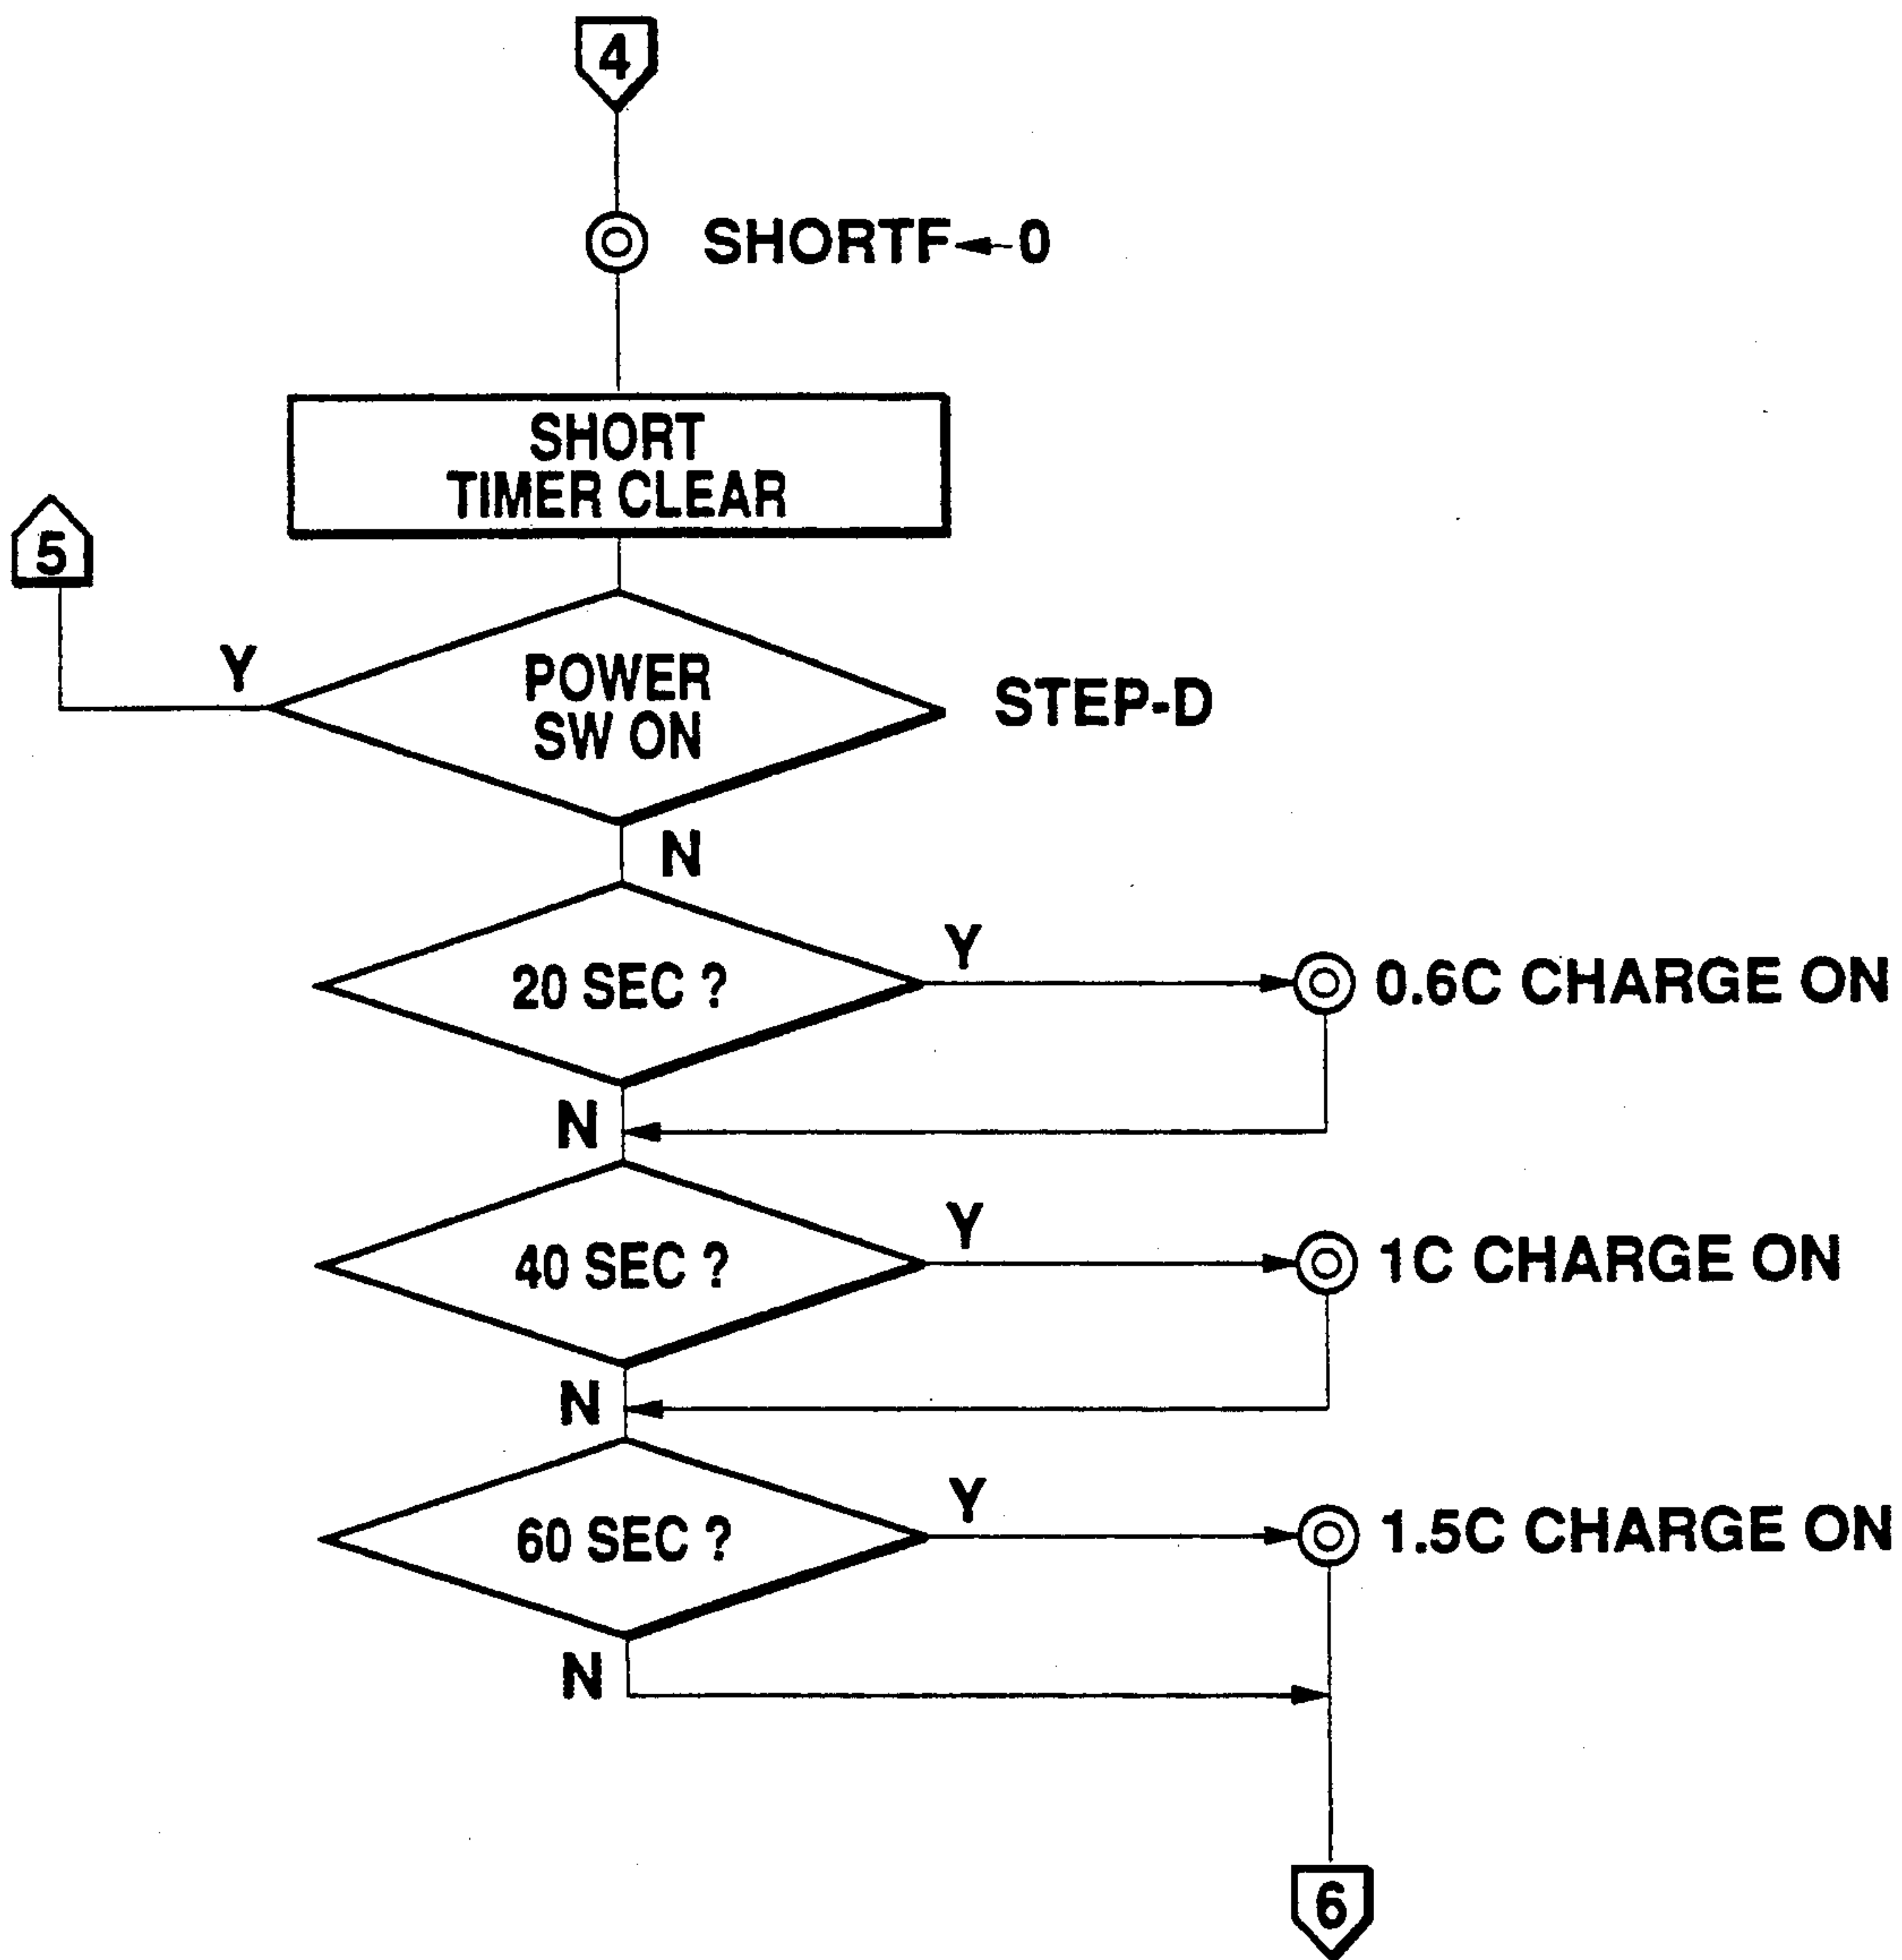 4
SHORTF←0
SHORT
TIMER CLEAR
5
Y
POWER
SW ON
STEP-D
N
20 SEC ?
Y
0.6C CHARGE ON
N
40 SEC ?
Y
1C CHARGE ON
N
60 SEC ?
Y
1.5C CHARGE ON
N
6